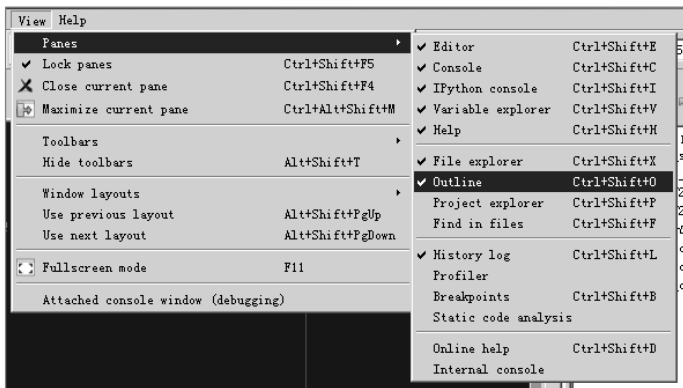 View Help
Panes
Lock panes Ctrl+Shift+F5
Close current pane Ctrl+Shift+F4
Maximize current pane Ctrl+Alt+Shift+M
Toolbars
Hide toolbars Alt+Shift+T
Window layouts
Use previous layout Alt+Shift+PgUp
Use next layout Alt+Shift+PgDown
Fullscreen mode F11
Attached console window (debugging)
Editor Ctrl+Shift+E
Console Ctrl+Shift+C
IPython console Ctrl+Shift+I
Variable explorer Ctrl+Shift+V
Help Ctrl+Shift+H
File explorer Ctrl+Shift+X
Outline Ctrl+Shift+O
Project explorer Ctrl+Shift+P
Find in files Ctrl+Shift+F
History log Ctrl+Shift+L
Profiler
Breakpoints Ctrl+Shift+B
Static code analysis
Online help Ctrl+Shift+D
Internal console